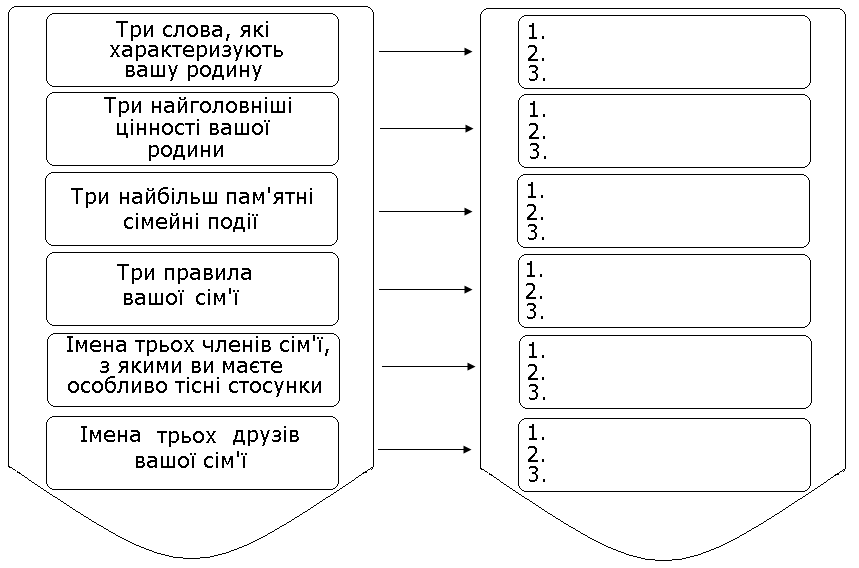 Три слова, які
характеризують
вашу родину
1.
2.
3.
Три найголовніші
цінності вашої
родини
1.
2.
3.
Три найбільш пам'ятні
сімейні події
1.
2.
3.
Три правила
вашої сім'ї
1.
2.
3.
Імена трьох членів сім'ї,
з якими ви маєте
особливо тісні стосунки
1.
2.
3.
Імена трьох друзів
вашої сім'ї
1.
2.
3.